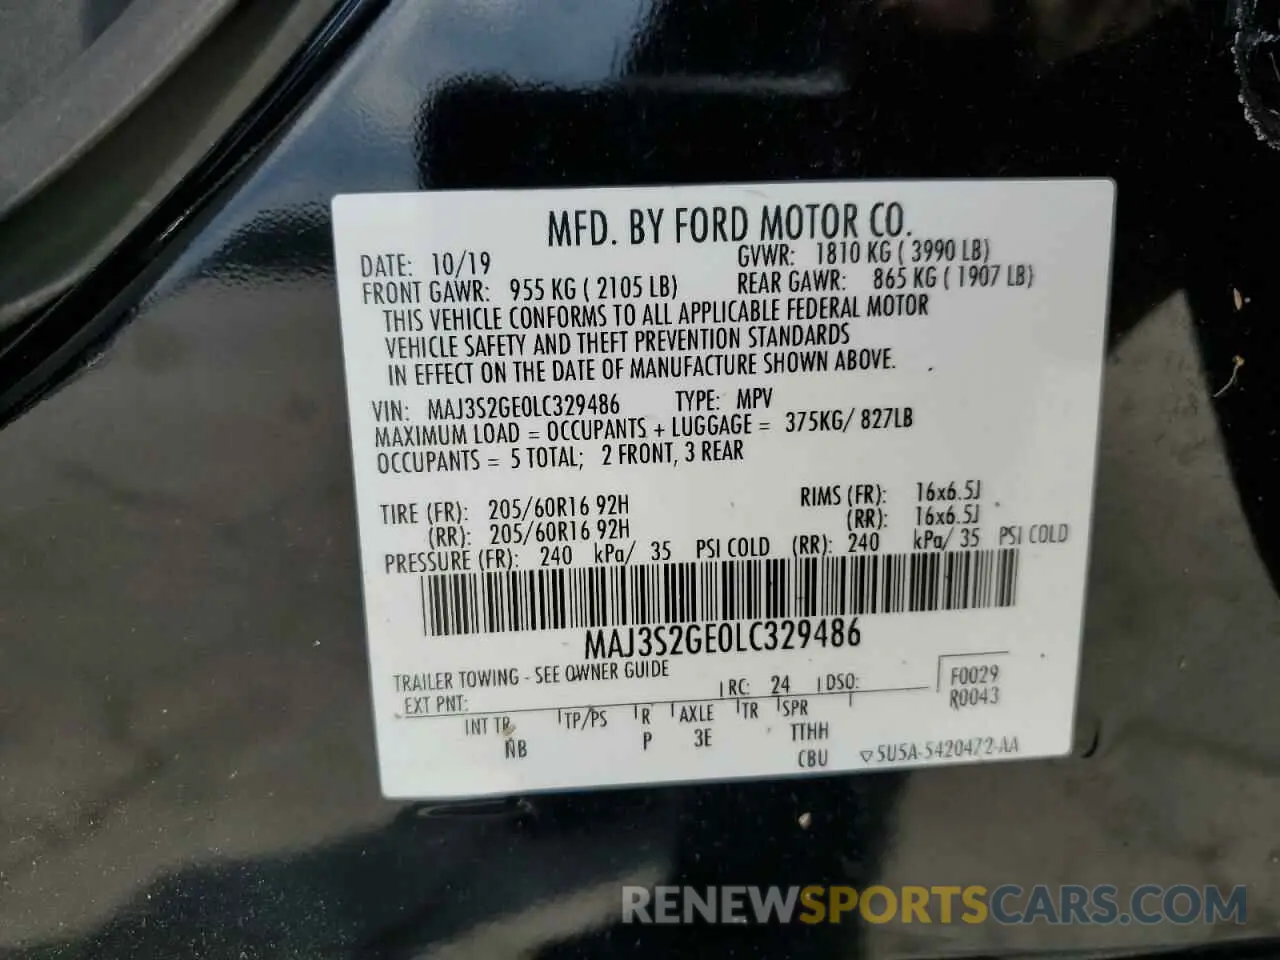 MFD. BY FORD MOTOR CO.
DATE: 10/19 GVWR: 1810 KG ( 3990 LB)
FRONT GAWR: 955 KG ( 2105 LB) REAR GAWR: 865 KG ( 1907 LB)
THIS VEHICLE CONFORMS TO ALL APPLICABLE FEDERAL MOTOR
VEHICLE SAFETY AND THEFT PREVENTION STANDARDS
IN EFFECT ON THE DATE OF MANUFACTURE SHOWN ABOVE.
VIN: MAJ3S2GE0LC329486 TYPE: MPV
MAXIMUM LOAD = OCCUPANTS + LUGGAGE = 375KG/ 827LB
OCCUPANTS = 5 TOTAL; 2 FRONT, 3 REAR
TIRE (FR): 205/60R16 92H RIMS (FR): 16x6.5J
(RR): 205/60R16 92H (RR): 16x6.5J
PRESSURE (FR): 240 kPa/ 35 PSI COLD (RR): 240 kPa/ 35 PSI COLD
MAJ3S2GE0LC329486
TRAILER TOWING - SEE OWNER GUIDE
EXT PNT: RC: 24 DSO: F0029
R0043
INT TR TP/PS R AXLE TR SPR
NB P 3E TTHH
CBU 5U5A-5420472-AA
RENEWSPORTSCARS.COM